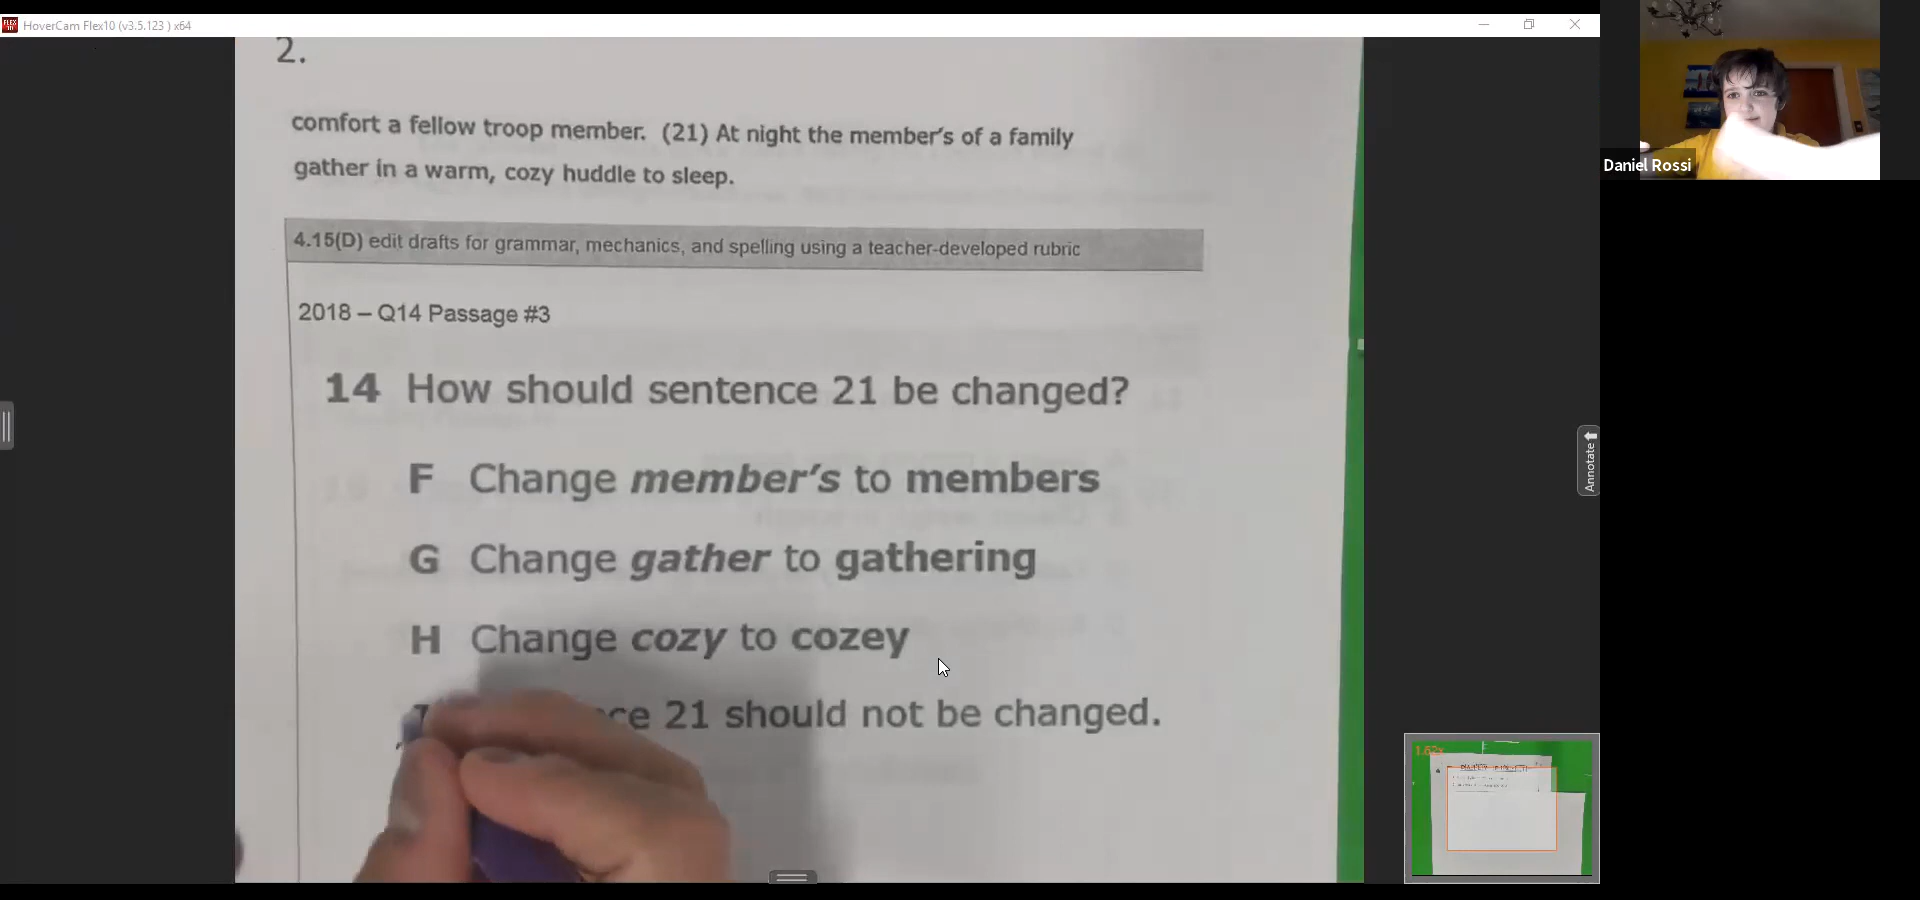 HoverCam Flex10 (v3.5.123 ) x64
2.
comfort a fellow troop member. (21) At night the member's of a family
gather in a warm, cozy huddle to sleep.
4.15(D) edit drafts for grammar, mechanics, and spelling using a teacher-developed rubric
2018 – Q14 Passage #3
14 How should sentence 21 be changed?
F Change member's to members
G Change gather to gathering
H Change cozy to cozey
21 should not be changed.
Daniel Rossi
Annotate
1.62x